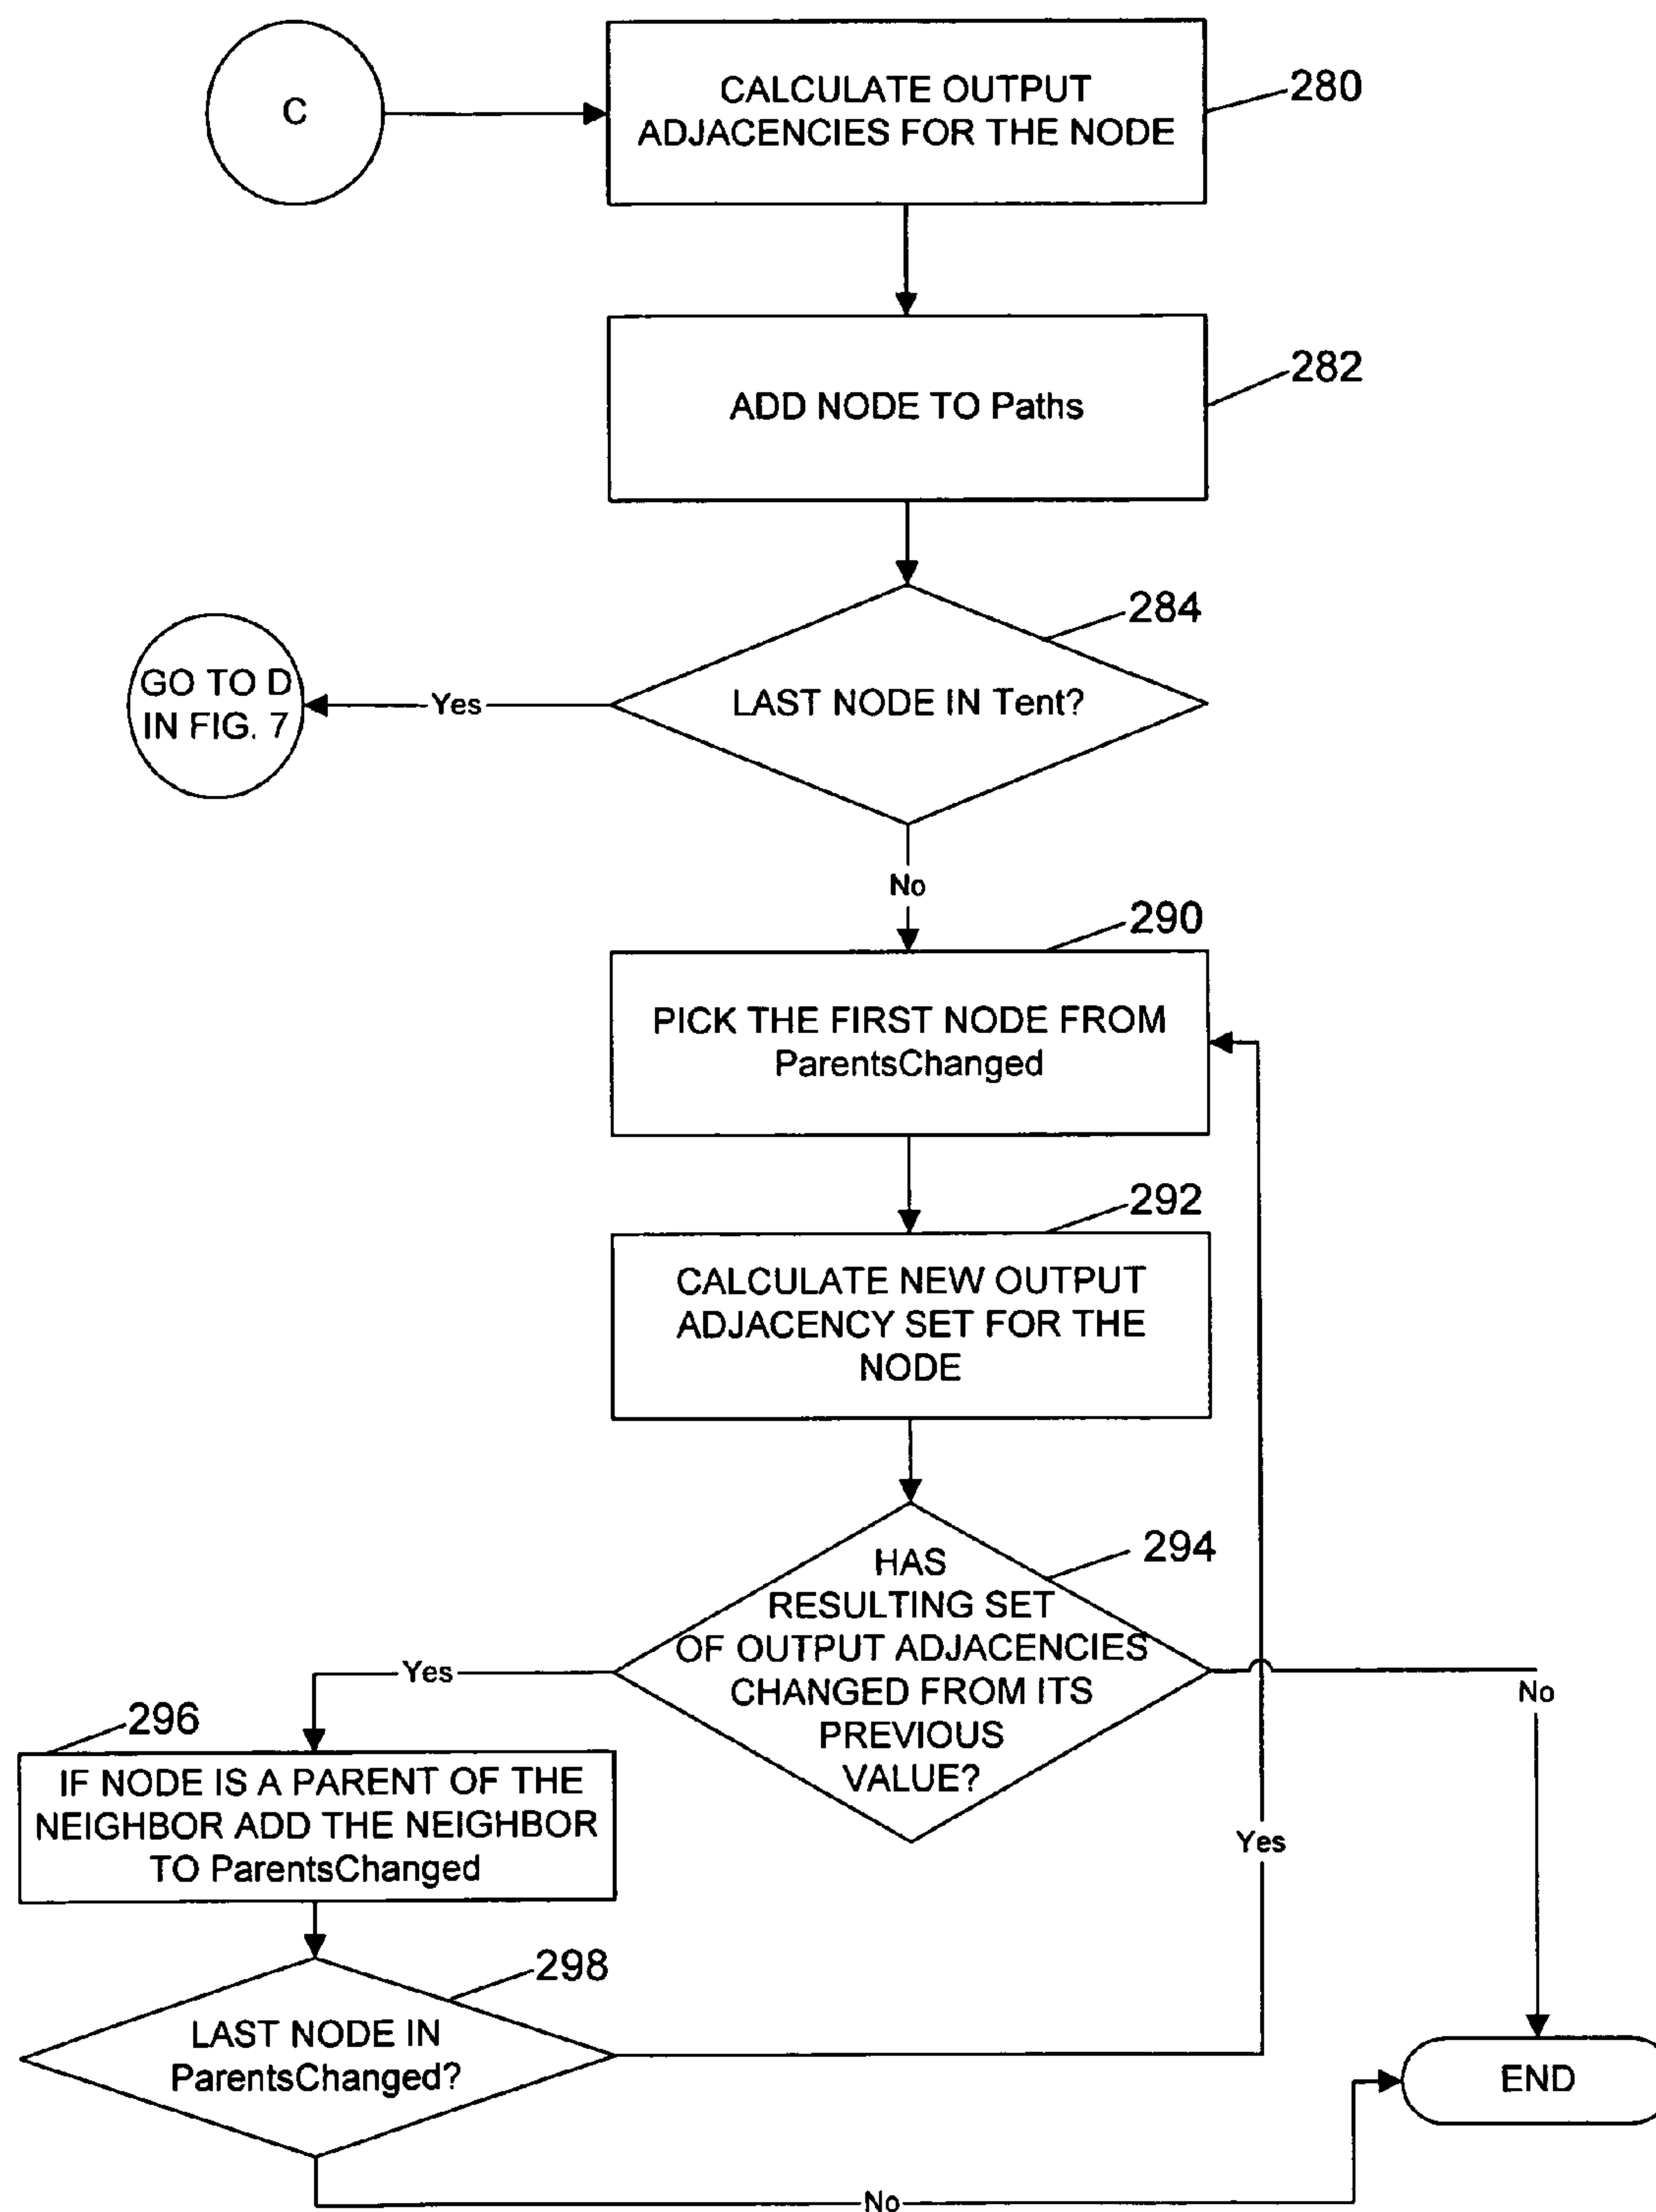 C
CALCULATE OUTPUT
ADJACENCIES FOR THE NODE
280
ADD NODE TO Paths
282
LAST NODE IN Tent?
284
Yes
GO TO D
IN FIG. 7
No
290
PICK THE FIRST NODE FROM
ParentsChanged
292
CALCULATE NEW OUTPUT
ADJACENCY SET FOR THE
NODE
294
HAS
RESULTING SET
OF OUTPUT ADJACENCIES
CHANGED FROM ITS
PREVIOUS
VALUE?
Yes
No
296
IF NODE IS A PARENT OF THE
NEIGHBOR ADD THE NEIGHBOR
TO ParentsChanged
Yes
298
LAST NODE IN
ParentsChanged?
END
No